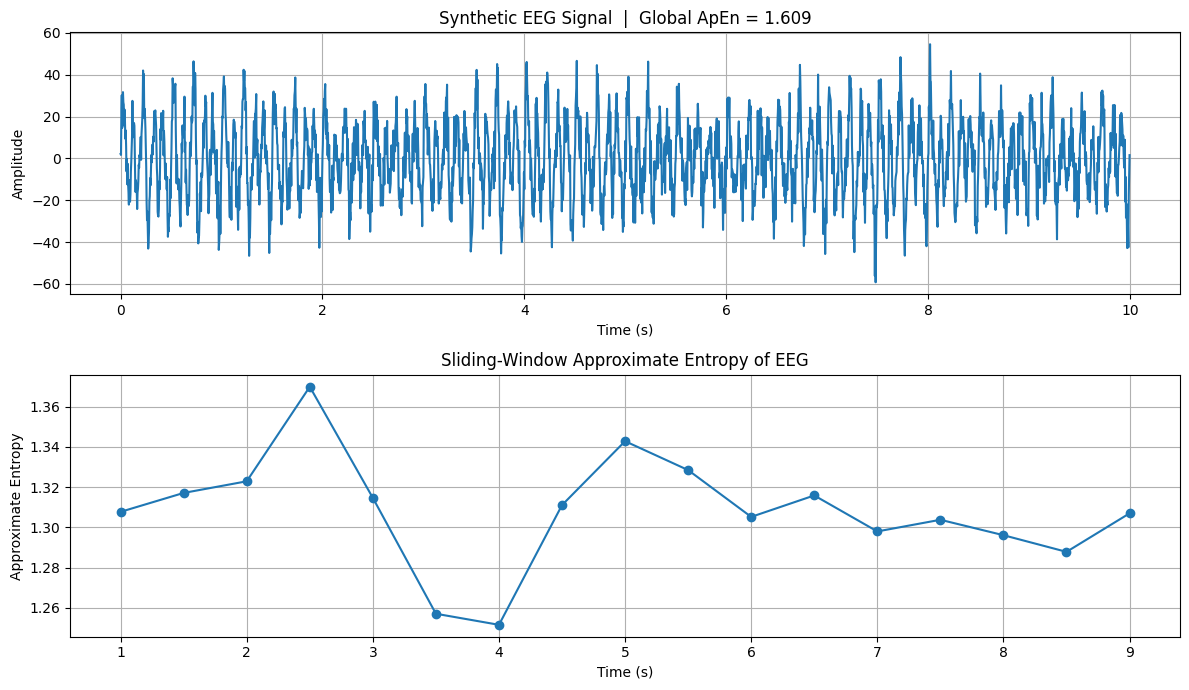 Synthetic EEG Signal | Global ApEn = 1.609
60
40
20
0
−20
−40
−60
Amplitude
0 2 4 6 8 10
Time (s)
Sliding-Window Approximate Entropy of EEG
1.36
1.34
1.32
1.30
1.28
1.26
Approximate Entropy
1 2 3 4 5 6 7 8 9
Time (s)